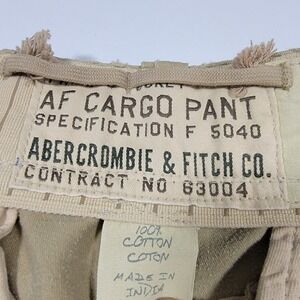 AF CARGO PANT
SPECIFICATION F 5040
ABERCROMBIE & FITCH CO.
CONTRACT NO 63004
100%
COTTON
COTON
MADE IN
INDIA